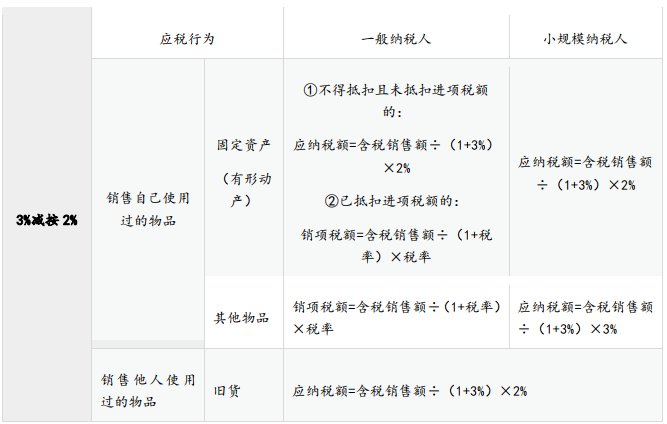 应税行为
一般纳税人
小规模纳税人
3%减按 2%
销售自己使用
过的物品
固定资产
（有形动
产）
①不得抵扣且未抵扣进项税额
的：
应纳税额=含税销售额÷（1+3%）
×2%
②已抵扣进项税额的：
销项税额=含税销售额÷（1+税
率）×税率
应纳税额=含税销售额
÷（1+3%）×2%
其他物品
销项税额=含税销售额÷(1+税率）
×税率
应纳税额=含税销售额
÷（1+3%）×3%
销售他人使用
过的物品
旧货
应纳税额=含税销售额÷（1+3%）×2%